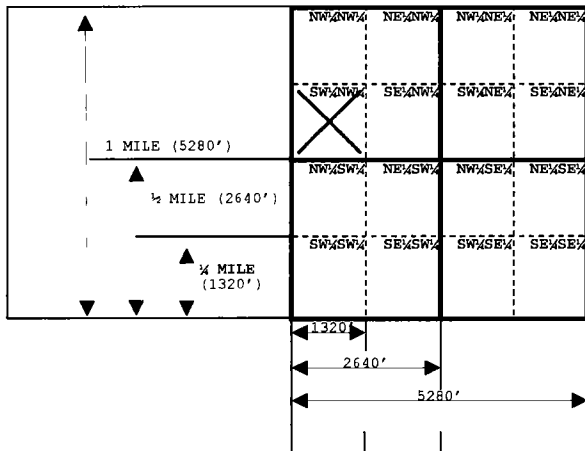 NW¼NW¼ NE¼NW¼ NW¼NE¼ NE¼NE¼
SW¼NW¼ SE¼NW¼ SW¼NE¼ SE¼NE¼
1 MILE (5280')
NW¼SW¼ NE¼SW¼ NW¼SE¼ NE¼SE¼
½ MILE (2640')
SW¼SW¼ SE¼SW¼ SW¼SE¼ SE¼SE¼
¼ MILE
(1320')
1320'
2640'
5280'